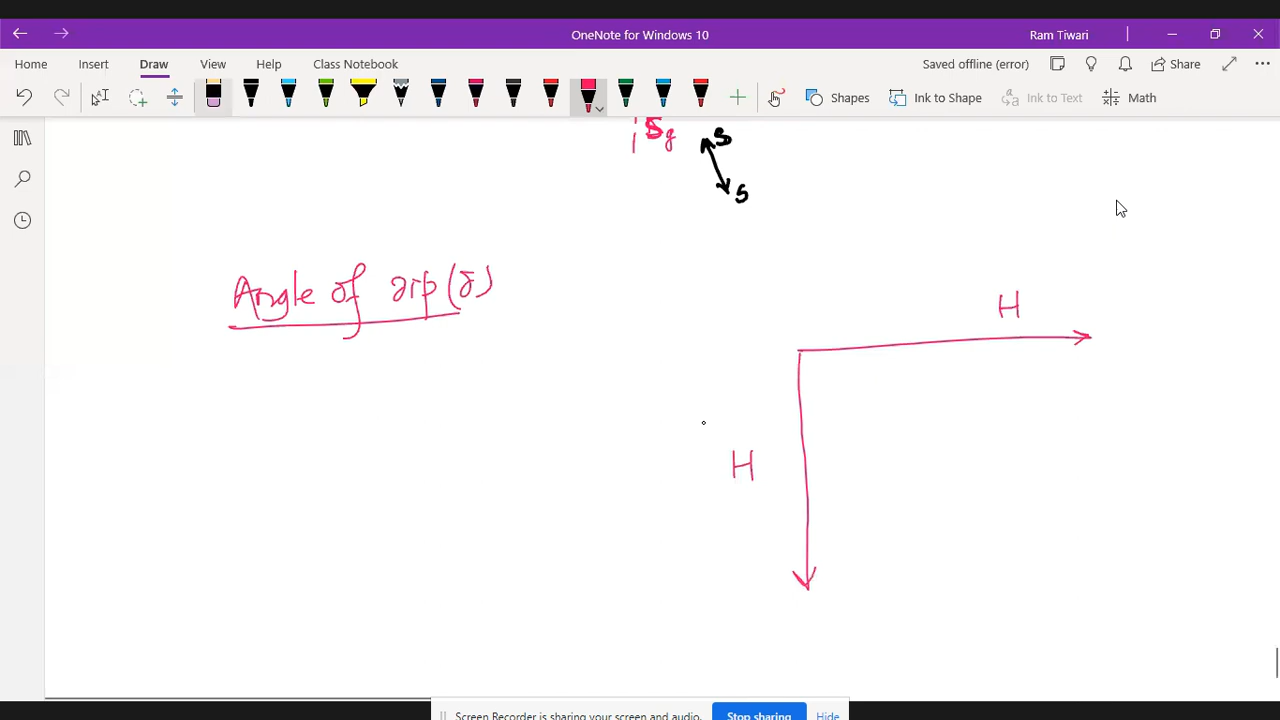 OneNote for Windows 10
Ram Tiwari
Home Insert Draw View Help Class Notebook
Saved offline (error) Share
Shapes Ink to Shape Ink to Text Math
Sg
S
S
Angle of dip (δ)
H
H
Screen Recorder is sharing your screen and audio. Stop sharing Hide